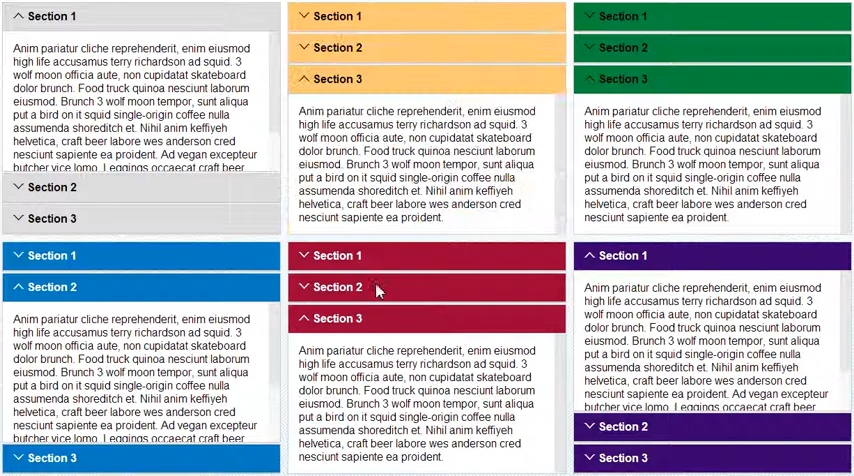 Section 1
Anim pariatur cliche reprehenderit, enim eiusmod
high life accusamus terry richardson ad squid. 3
wolf moon officia aute, non cupidatat skateboard
dolor brunch. Food truck quinoa nesciunt laborum
eiusmod. Brunch 3 wolf moon tempor, sunt aliqua
put a bird on it squid single-origin coffee nulla
assumenda shoreditch et. Nihil anim keffiyeh
helvetica, craft beer labore wes anderson cred
nesciunt sapiente ea proident. Ad vegan excepteur
butcher vice lomo. Leggings occaecat craft beer
Section 2
Section 3
Section 1
Section 2
Section 3
Anim pariatur cliche reprehenderit, enim eiusmod
high life accusamus terry richardson ad squid. 3
wolf moon officia aute, non cupidatat skateboard
dolor brunch. Food truck quinoa nesciunt laborum
eiusmod. Brunch 3 wolf moon tempor, sunt aliqua
put a bird on it squid single-origin coffee nulla
assumenda shoreditch et. Nihil anim keffiyeh
helvetica, craft beer labore wes anderson cred
nesciunt sapiente ea proident.
Section 1
Section 2
Section 3
Anim pariatur cliche reprehenderit, enim eiusmod
high life accusamus terry richardson ad squid. 3
wolf moon officia aute, non cupidatat skateboard
dolor brunch. Food truck quinoa nesciunt laborum
eiusmod. Brunch 3 wolf moon tempor, sunt aliqua
put a bird on it squid single-origin coffee nulla
assumenda shoreditch et. Nihil anim keffiyeh
helvetica, craft beer labore wes anderson cred
nesciunt sapiente ea proident.
Section 1
Section 2
Anim pariatur cliche reprehenderit, enim eiusmod
high life accusamus terry richardson ad squid. 3
wolf moon officia aute, non cupidatat skateboard
dolor brunch. Food truck quinoa nesciunt laborum
eiusmod. Brunch 3 wolf moon tempor, sunt aliqua
put a bird on it squid single-origin coffee nulla
assumenda shoreditch et. Nihil anim keffiyeh
helvetica, craft beer labore wes anderson cred
nesciunt sapiente ea proident. Ad vegan excepteur
butcher vice lomo. Leggings occaecat craft beer
Section 3
Section 1
Section 2
Section 3
Anim pariatur cliche reprehenderit, enim eiusmod
high life accusamus terry richardson ad squid. 3
wolf moon officia aute, non cupidatat skateboard
dolor brunch. Food truck quinoa nesciunt laborum
eiusmod. Brunch 3 wolf moon tempor, sunt aliqua
put a bird on it squid single-origin coffee nulla
assumenda shoreditch et. Nihil anim keffiyeh
helvetica, craft beer labore wes anderson cred
nesciunt sapiente ea proident.
Section 1
Anim pariatur cliche reprehenderit, enim eiusmod
high life accusamus terry richardson ad squid. 3
wolf moon officia aute, non cupidatat skateboard
dolor brunch. Food truck quinoa nesciunt laborum
eiusmod. Brunch 3 wolf moon tempor, sunt aliqua
put a bird on it squid single-origin coffee nulla
assumenda shoreditch et. Nihil anim keffiyeh
helvetica, craft beer labore wes anderson cred
nesciunt sapiente ea proident. Ad vegan excepteur
butcher vice lomo. Leggings occaecat craft beer
Section 2
Section 3